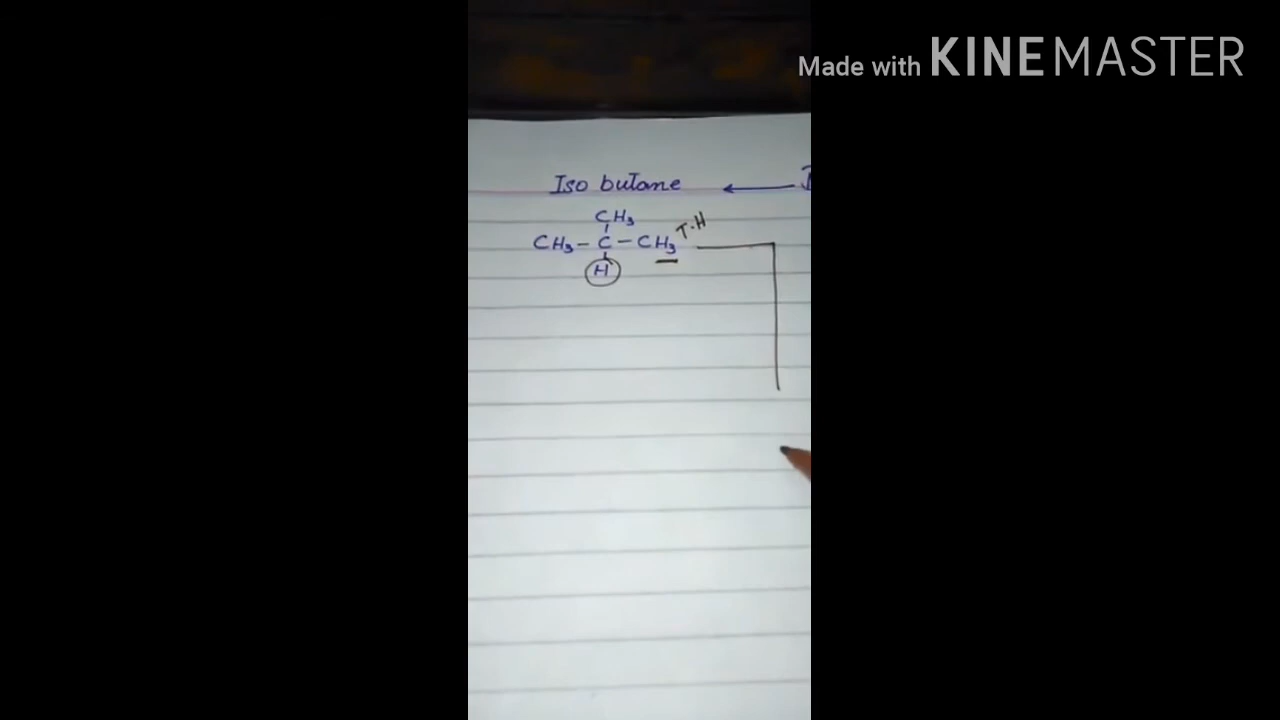 Made with KINEMASTER
Iso butane ←
CH₃
CH₃ – C – CH₃ T.H
H